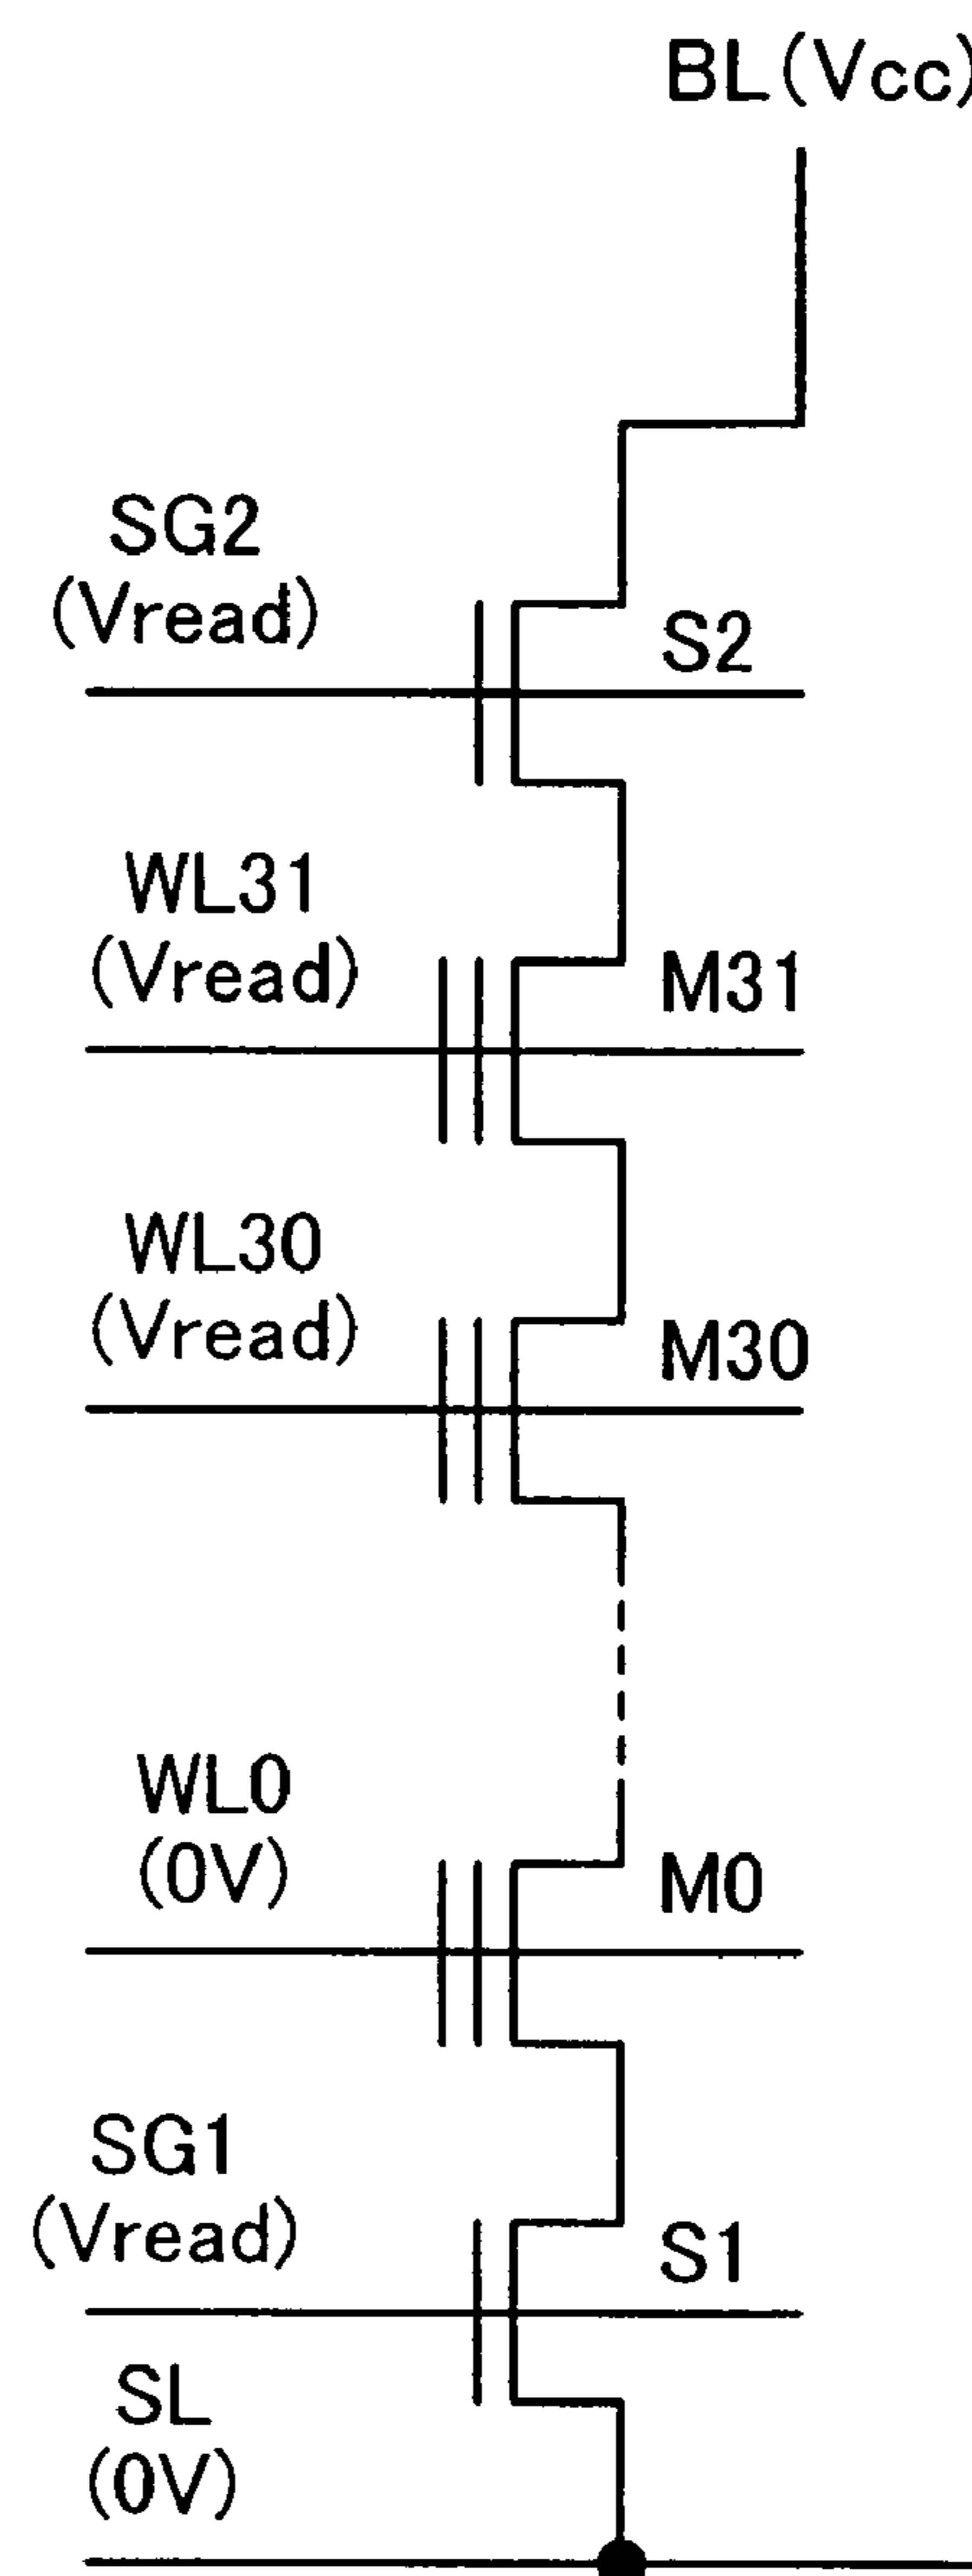 BL(Vcc)
SG2
(Vread)
S2
WL31
(Vread)
M31
WL30
(Vread)
M30
WL0
(0V)
M0
SG1
(Vread)
S1
SL
(0V)